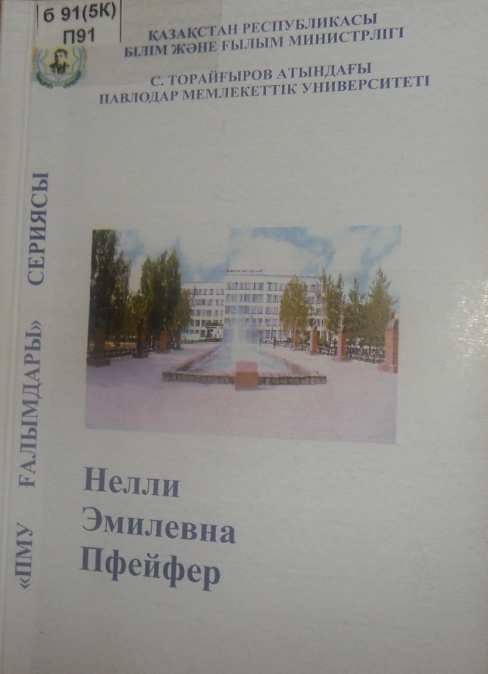 б 91(5К)
П91
ҚАЗАҚСТАН РЕСПУБЛИКАСЫ
БІЛІМ ЖӘНЕ ҒЫЛЫМ МИНИСТРЛІГІ
С. ТОРАЙҒЫРОВ АТЫНДАҒЫ
ПАВЛОДАР МЕМЛЕКЕТТІК УНИВЕРСИТЕТІ
«ПМУ ҒАЛЫМДАРЫ» СЕРИЯСЫ
Нелли
Эмилевна
Пфейфер